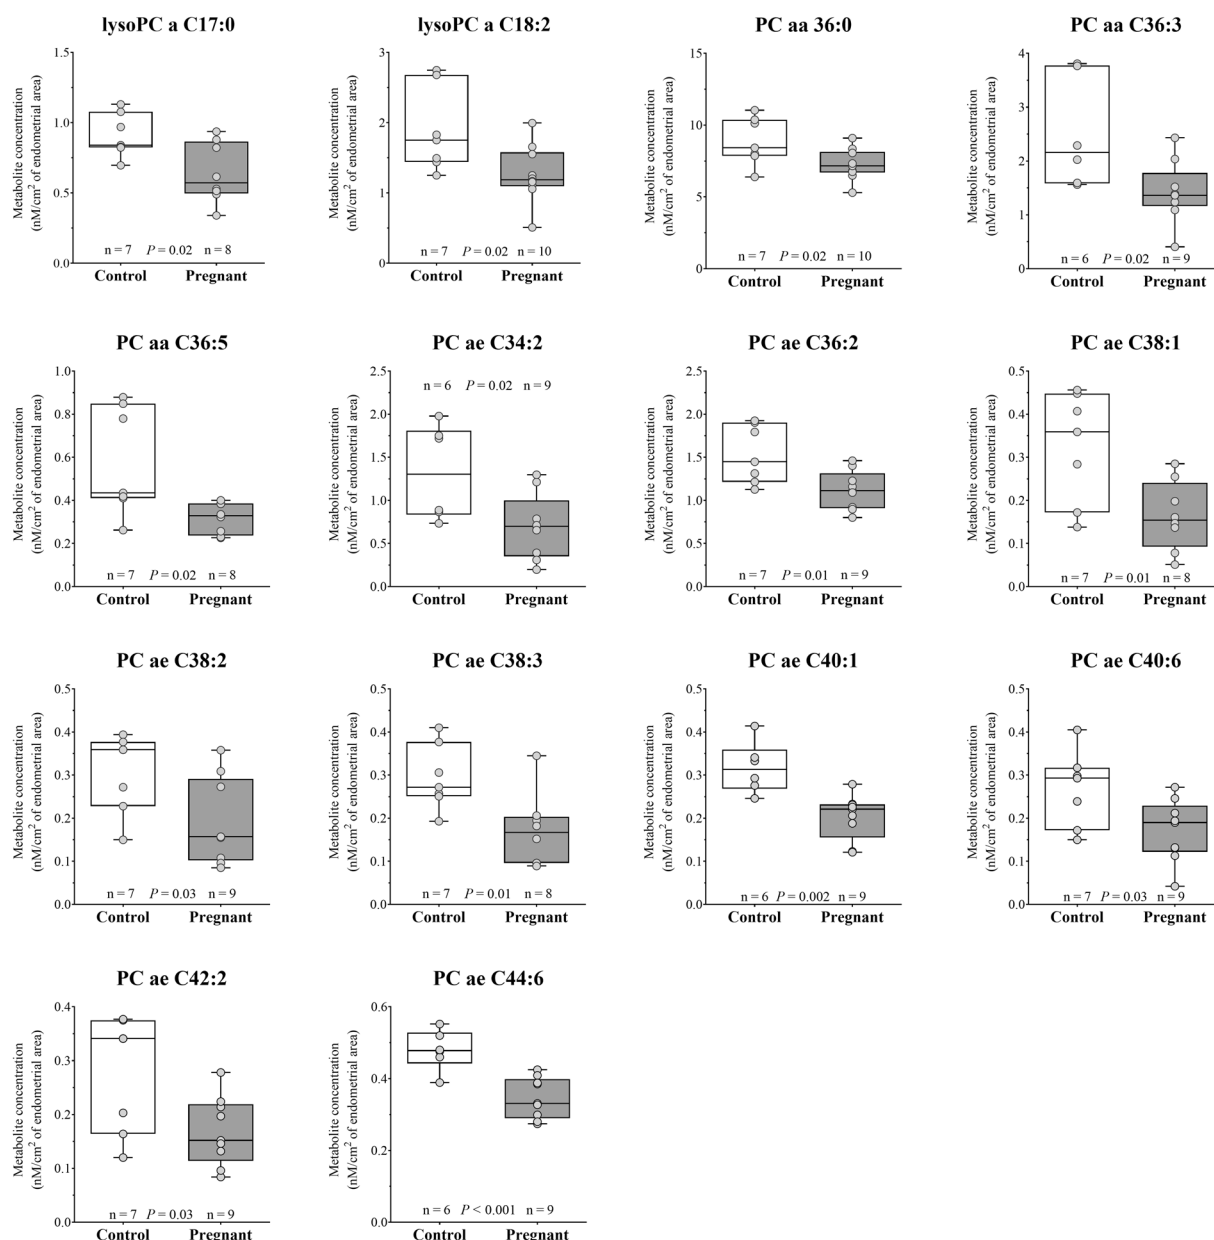 lysoPC a C17:0
Metabolite concentration
(nM/cm² of endometrial area)
1.5
1.0
0.5
0.0
n = 7 P = 0.02 n = 8
Control Pregnant
lysoPC a C18:2
Metabolite concentration
(nM/cm² of endometrial area)
3
2
1
0
n = 7 P = 0.02 n = 10
Control Pregnant
PC aa 36:0
Metabolite concentration
(nM/cm² of endometrial area)
15
10
5
0
n = 7 P = 0.02 n = 10
Control Pregnant
PC aa C36:3
Metabolite concentration
(nM/cm² of endometrial area)
4
3
2
1
0
n = 6 P = 0.02 n = 9
Control Pregnant
PC aa C36:5
Metabolite concentration
(nM/cm² of endometrial area)
1.0
0.8
0.6
0.4
0.2
0.0
n = 7 P = 0.02 n = 8
Control Pregnant
PC ae C34:2
Metabolite concentration
(nM/cm² of endometrial area)
n = 6 P = 0.02 n = 9
2.5
2.0
1.5
1.0
0.5
0.0
Control Pregnant
PC ae C36:2
Metabolite concentration
(nM/cm² of endometrial area)
2.5
2.0
1.5
1.0
0.5
0.0
n = 7 P = 0.01 n = 9
Control Pregnant
PC ae C38:1
Metabolite concentration
(nM/cm² of endometrial area)
0.5
0.4
0.3
0.2
0.1
0.0
n = 7 P = 0.01 n = 8
Control Pregnant
PC ae C38:2
Metabolite concentration
(nM/cm² of endometrial area)
0.5
0.4
0.3
0.2
0.1
0.0
n = 7 P = 0.03 n = 9
Control Pregnant
PC ae C38:3
Metabolite concentration
(nM/cm² of endometrial area)
0.5
0.4
0.3
0.2
0.1
0.0
n = 7 P = 0.01 n = 8
Control Pregnant
PC ae C40:1
Metabolite concentration
(nM/cm² of endometrial area)
0.5
0.4
0.3
0.2
0.1
0.0
n = 6 P = 0.002 n = 9
Control Pregnant
PC ae C40:6
Metabolite concentration
(nM/cm² of endometrial area)
0.5
0.4
0.3
0.2
0.1
0.0
n = 7 P = 0.03 n = 9
Control Pregnant
PC ae C42:2
Metabolite concentration
(nM/cm² of endometrial area)
0.4
0.3
0.2
0.1
0.0
n = 7 P = 0.03 n = 9
Control Pregnant
PC ae C44:6
Metabolite concentration
(nM/cm² of endometrial area)
0.6
0.4
0.2
0.0
n = 6 P < 0.001 n = 9
Control Pregnant